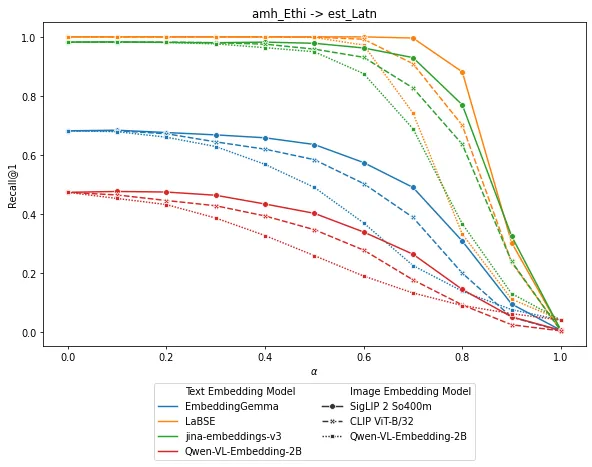 amh_Ethi -> est_Latn
Recall@1
1.0
0.8
0.6
0.4
0.2
0.0
0.0 0.2 0.4 0.6 0.8 1.0
α
Text Embedding Model Image Embedding Model
EmbeddingGemma SigLIP 2 So400m
LaBSE CLIP ViT-B/32
jina-embeddings-v3 Qwen-VL-Embedding-2B
Qwen-VL-Embedding-2B